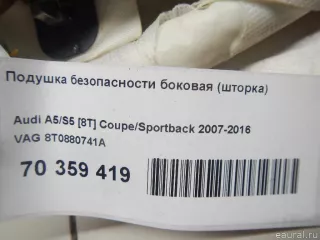 Подушка безопасности боковая (шторка)
Audi A5/S5 [8T] Coupe/Sportback 2007-2016
VAG 8T0880741A
70 359 419
eaural.ru